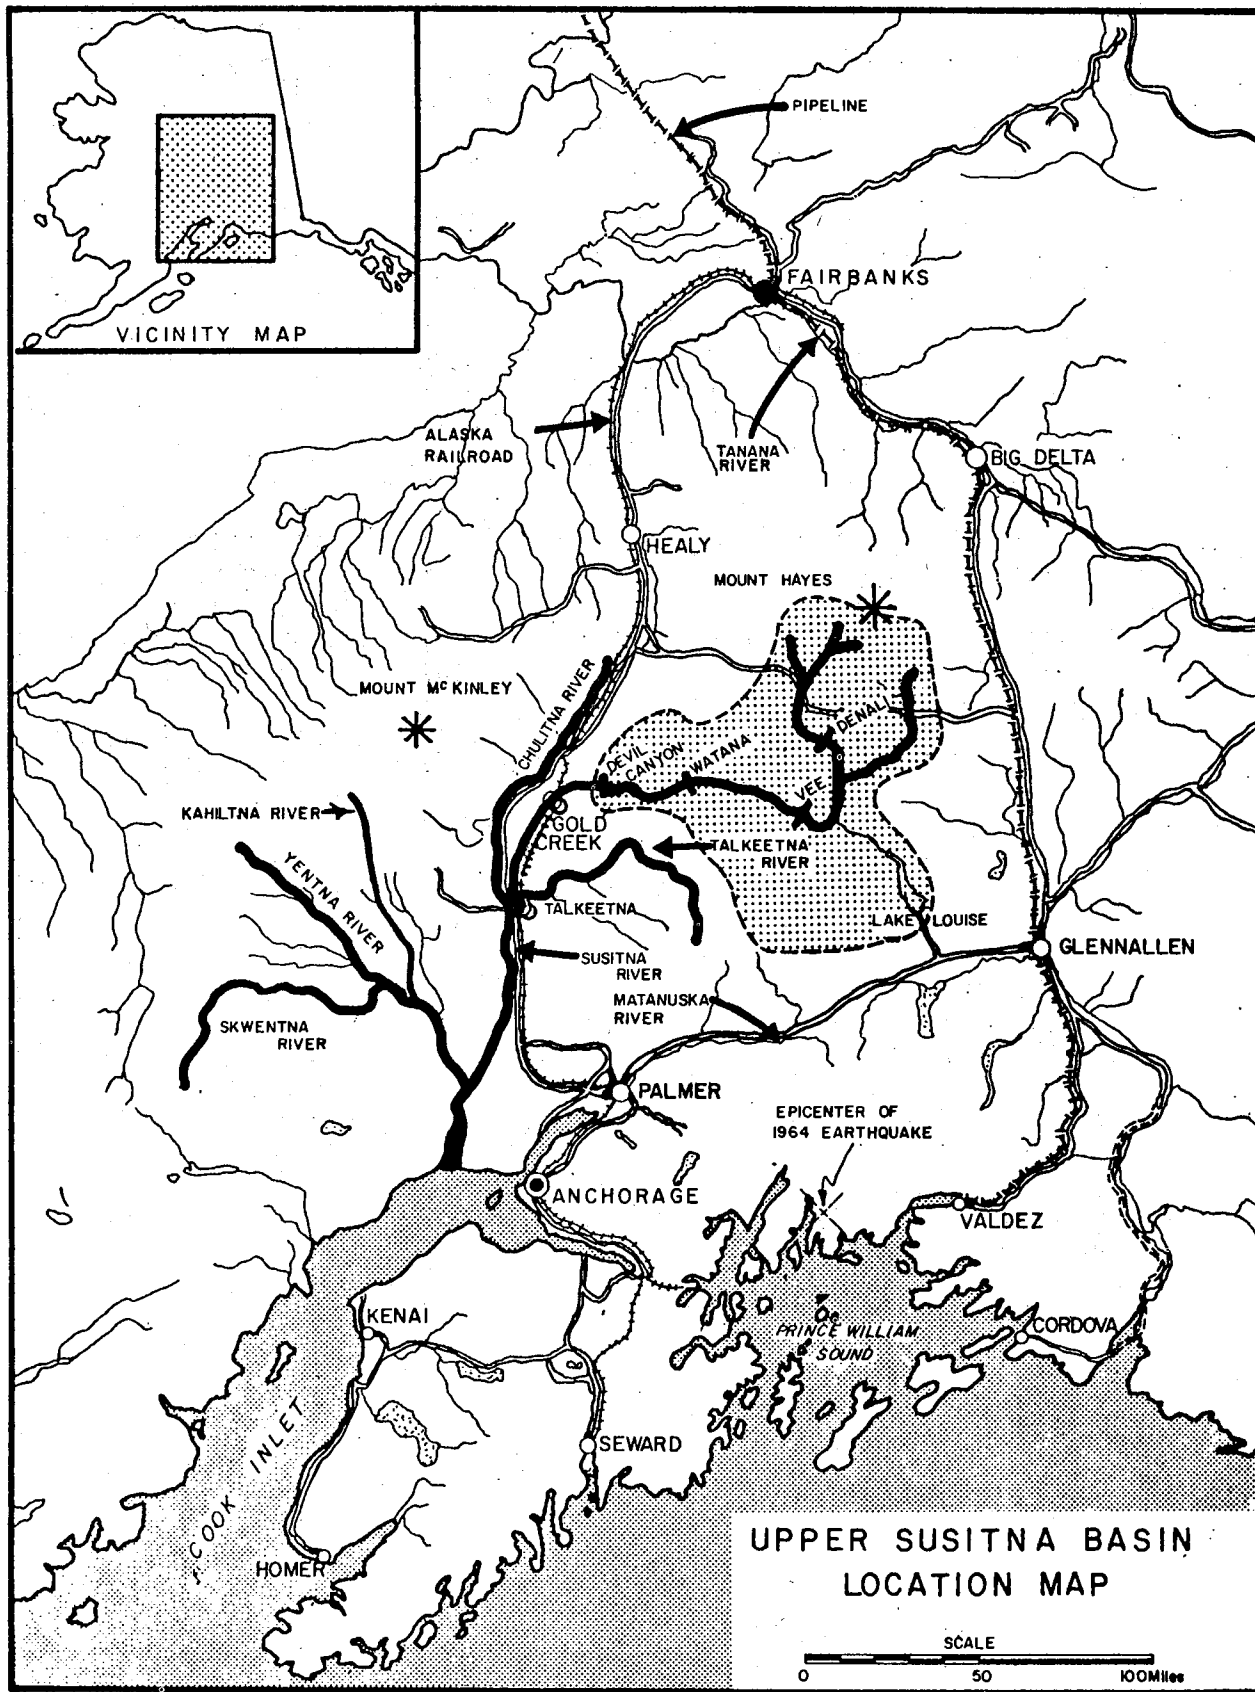 VICINITY MAP
PIPELINE
FAIRBANKS
ALASKA
RAILROAD
TANANA
RIVER
BIG DELTA
HEALY
MOUNT HAYES
MOUNT McKINLEY
CHULITNA RIVER
DENALI
DEVIL
CANYON
WATANA
VEE
KAHILTNA RIVER
GOLD
CREEK
YENTNA RIVER
TALKEETNA
RIVER
TALKEETNA
LAKE LOUISE
GLENNALLEN
SUSITNA
RIVER
MATANUSKA
RIVER
SKWENTNA
RIVER
PALMER
EPICENTER OF
1964 EARTHQUAKE
ANCHORAGE
VALDEZ
KENAI
PRINCE WILLIAM
SOUND
CORDOVA
COOK INLET
SEWARD
HOMER
UPPER SUSITNA BASIN
LOCATION MAP
SCALE
0 50 100 Miles